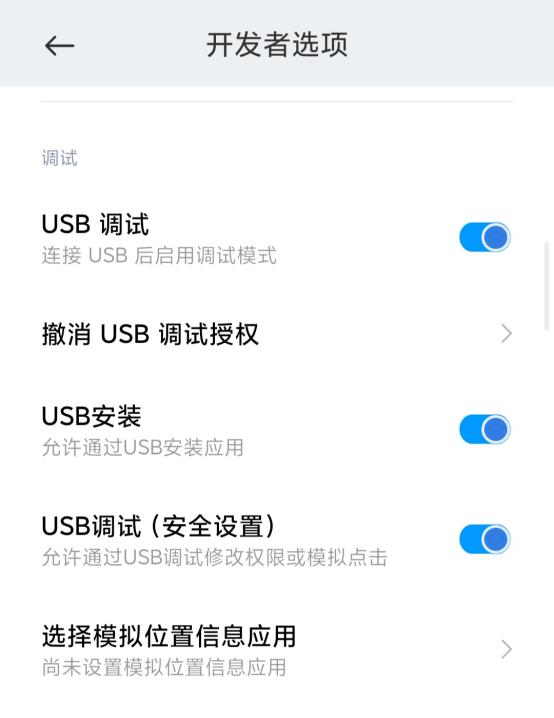 开发者选项
调试
USB 调试
连接 USB 后启用调试模式
撤消 USB 调试授权
USB安装
允许通过USB安装应用
USB调试（安全设置）
允许通过USB调试修改权限或模拟点击
选择模拟位置信息应用
尚未设置模拟位置信息应用